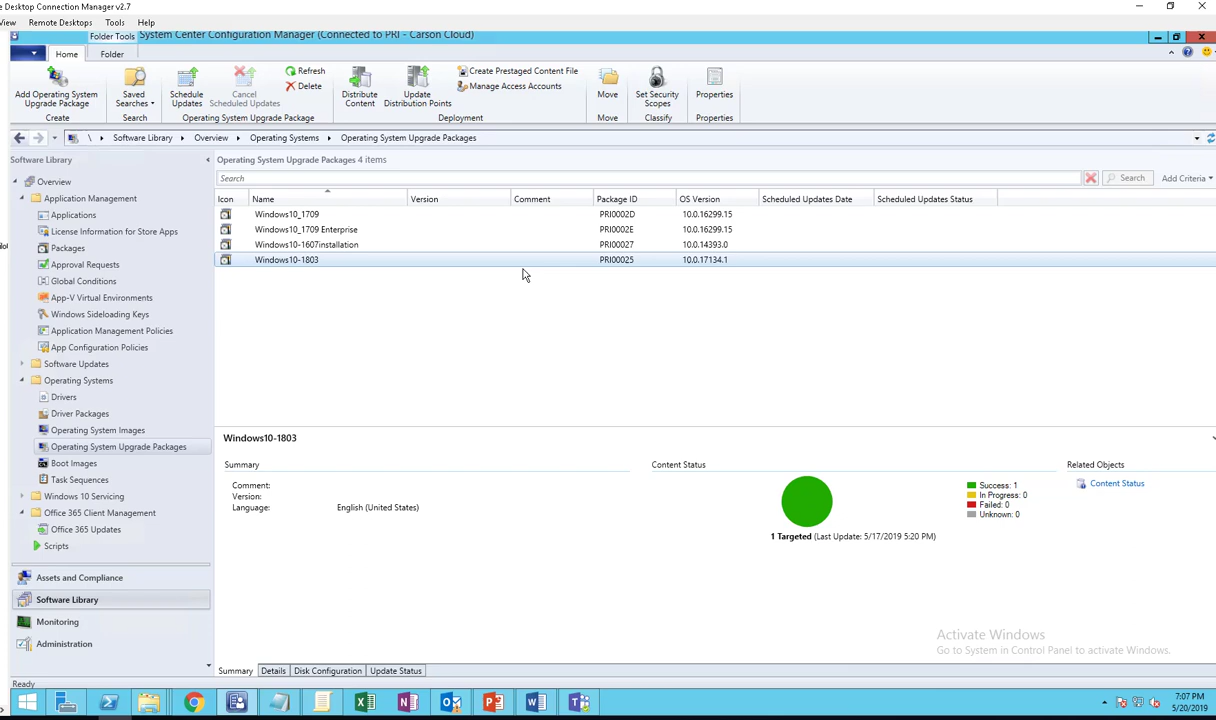 e Desktop Connection Manager v2.7
View Remote Desktops Tools Help
Folder Tools System Center Configuration Manager (Connected to PRI - Carson Cloud)
Home Folder
Add Operating System Upgrade Package
Saved Searches
Schedule Updates
Cancel Scheduled Updates
Refresh
Delete
Distribute Content
Update Distribution Points
Create Prestaged Content File
Manage Access Accounts
Move
Set Security Scopes
Properties
Create Search Operating System Upgrade Package Deployment Move Classify Properties
\ Software Library Overview Operating Systems Operating System Upgrade Packages
Software Library
Overview
Application Management
Applications
License Information for Store Apps
Packages
Approval Requests
Global Conditions
App-V Virtual Environments
Windows Sideloading Keys
Application Management Policies
App Configuration Policies
Software Updates
Operating Systems
Drivers
Driver Packages
Operating System Images
Operating System Upgrade Packages
Boot Images
Task Sequences
Windows 10 Servicing
Office 365 Client Management
Office 365 Updates
Scripts
Assets and Compliance
Software Library
Monitoring
Administration
Operating System Upgrade Packages 4 items
Search Search Add Criteria
Icon Name Version Comment Package ID OS Version Scheduled Updates Date Scheduled Updates Status
Windows10_1709 PRI0002D 10.0.16299.15
Windows10_1709 Enterprise PRI0002E 10.0.16299.15
Windows10-1607installation PRI00027 10.0.14393.0
Windows10-1803 PRI00025 10.0.17134.1
Windows10-1803
Summary
Comment:
Version:
Language: English (United States)
Content Status
Success: 1
In Progress: 0
Failed: 0
Unknown: 0
1 Targeted (Last Update: 5/17/2019 5:20 PM)
Related Objects
Content Status
Activate Windows
Go to System in Control Panel to activate Windows.
Summary Details Disk Configuration Update Status
Ready
7:07 PM
5/20/2019